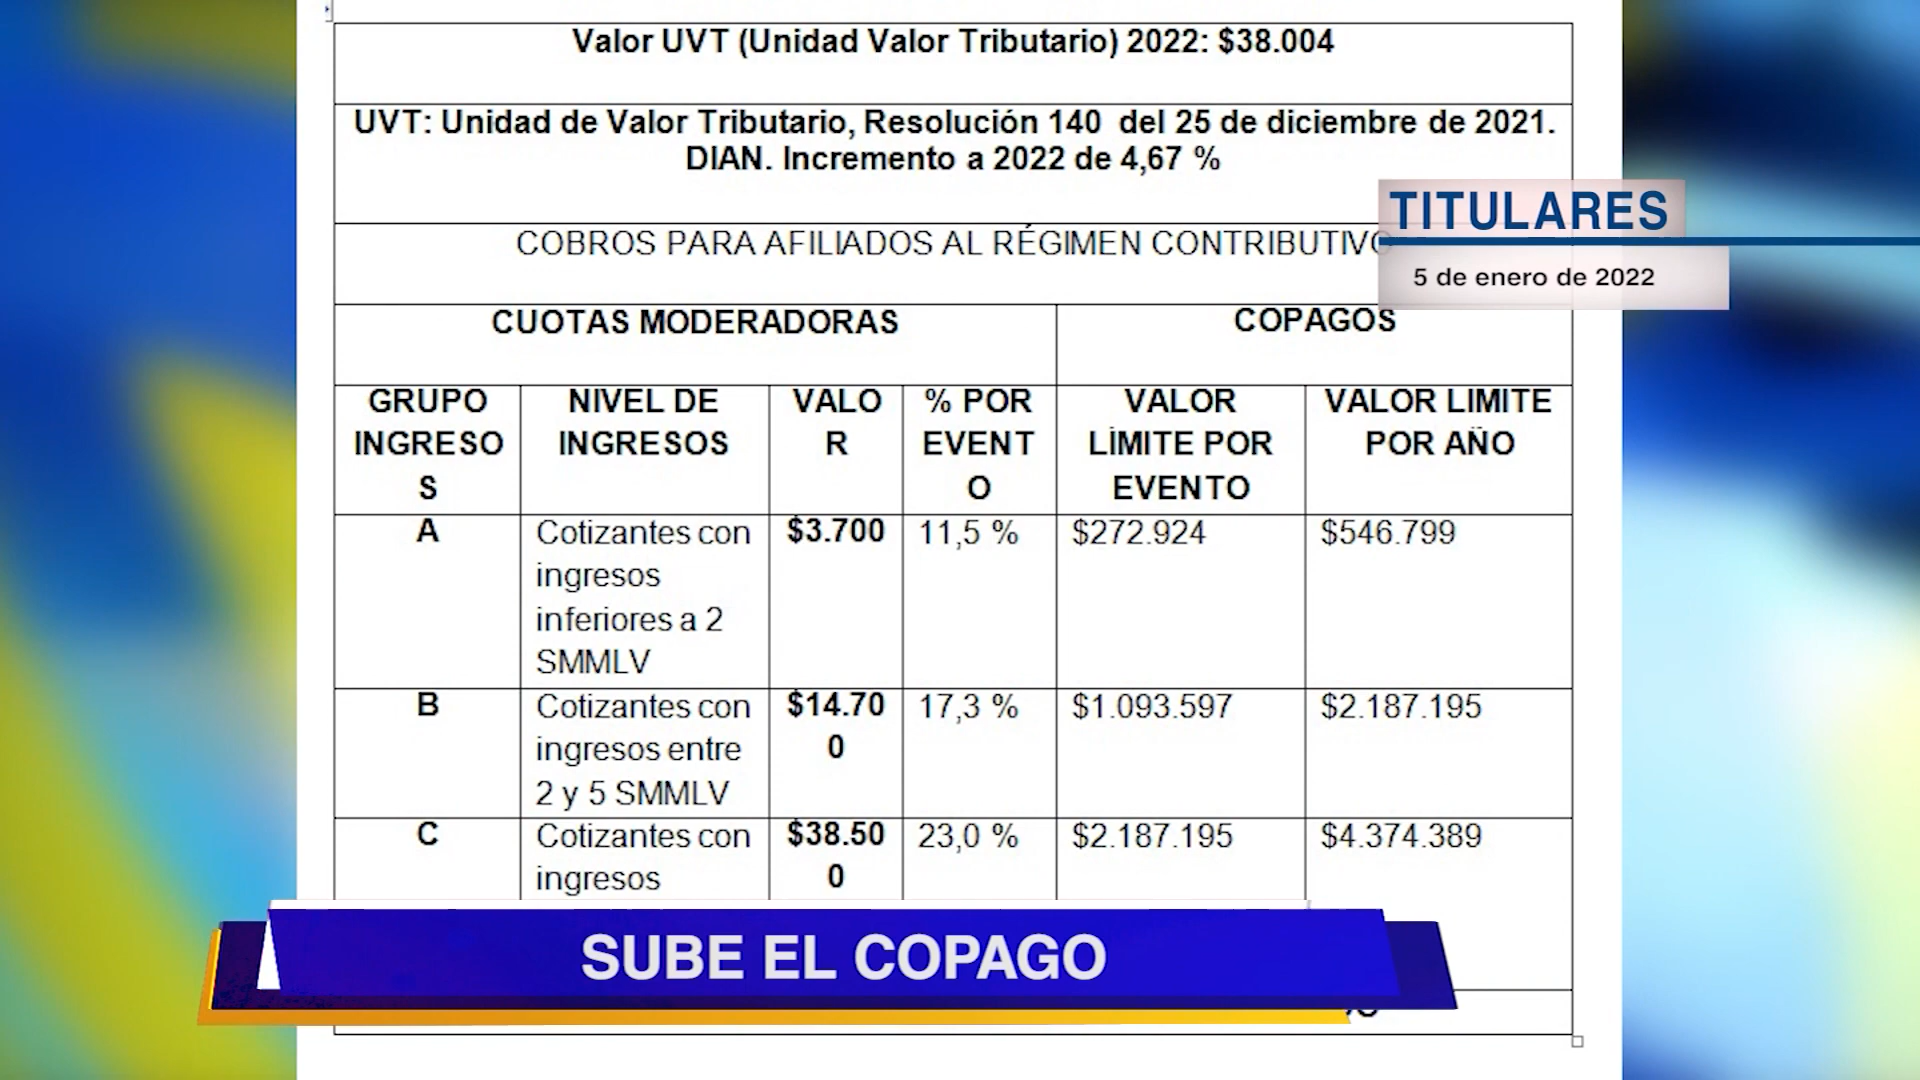 Valor UVT (Unidad Valor Tributario) 2022: $38.004
UVT: Unidad de Valor Tributario, Resolución 140 del 25 de diciembre de 2021.
DIAN. Incremento a 2022 de 4,67 %
TITULARES
5 de enero de 2022
COBROS PARA AFILIADOS AL RÉGIMEN CONTRIBUTIVO
CUOTAS MODERADORAS
COPAGOS
GRUPO
INGRESO
S
NIVEL DE
INGRESOS
VALO
R
% POR
EVENT
O
VALOR
LÍMITE POR
EVENTO
VALOR LIMITE
POR AÑO
A
Cotizantes con
ingresos
inferiores a 2
SMMLV
$3.700
11,5 %
$272.924
$546.799
B
Cotizantes con
ingresos entre
2 y 5 SMMLV
$14.70
0
17,3 %
$1.093.597
$2.187.195
C
Cotizantes con
ingresos
$38.50
0
23,0 %
$2.187.195
$4.374.389
SUBE EL COPAGO